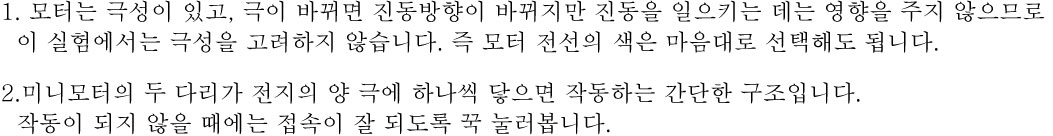 1. 모터는 극성이 있고, 극이 바뀌면 진동방향이 바뀌지만 진동을 일으키는 데는 영향을 주지 않으므로
이 실험에서는 극성을 고려하지 않습니다. 즉 모터 전선의 색은 마음대로 선택해도 됩니다.
2.미니모터의 두 다리가 전지의 양 극에 하나씩 닿으면 작동하는 간단한 구조입니다.
작동이 되지 않을 때에는 접속이 잘 되도록 꾹 눌러봅니다.